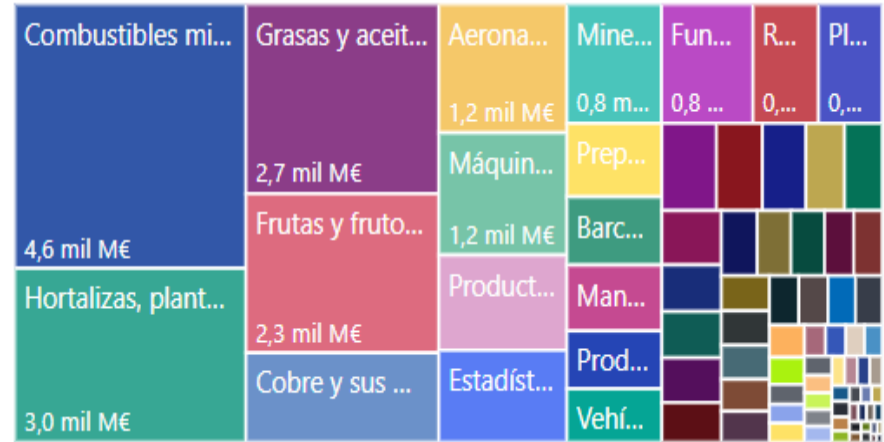 Combustibles mi...
4,6 mil M€
Hortalizas, plant...
3,0 mil M€
Grasas y aceit...
2,7 mil M€
Frutas y fruto...
2,3 mil M€
Cobre y sus ...
Aerona...
1,2 mil M€
Máquin...
1,2 mil M€
Product...
Estadíst...
Mine...
0,8 m...
Prep...
Barc...
Man...
Prod...
Vehí...
Fun...
0,8 ...
R...
0,...
Pl...
0,...